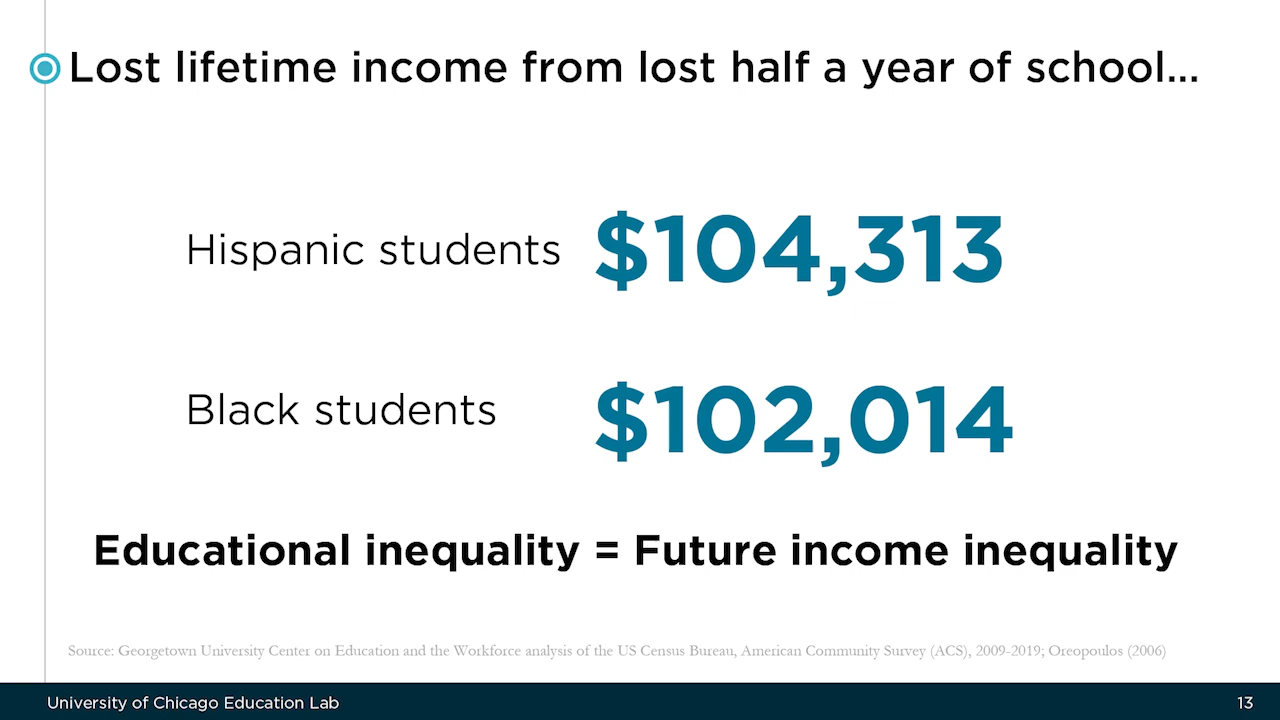 Lost lifetime income from lost half a year of school...
Hispanic students $104,313
Black students $102,014
Educational inequality = Future income inequality
Source: Georgetown University Center on Education and the Workforce analysis of the US Census Bureau, American Community Survey (ACS), 2009-2019; Oreopoulos (2006)
University of Chicago Education Lab 13